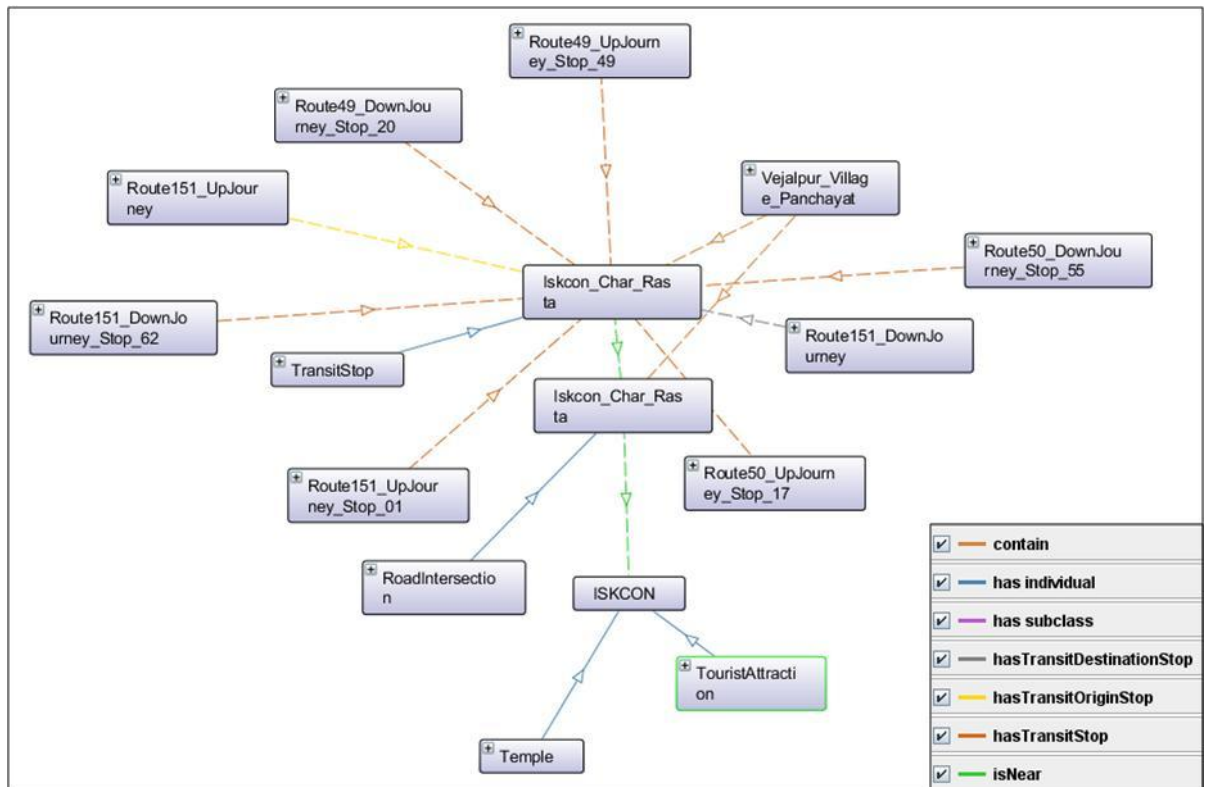 Route49_UpJourn
ey_Stop_49
Route49_DownJou
rney_Stop_20
Route151_UpJour
ney
Vejalpur_Villag
e_Panchayat
Route50_DownJou
rney_Stop_55
Iskcon_Char_Ras
ta
Route151_DownJo
urney_Stop_62
Route151_DownJo
urney
TransitStop
Iskcon_Char_Ras
ta
Route151_UpJour
ney_Stop_01
Route50_UpJourn
ey_Stop_17
RoadIntersectio
n
ISKCON
TouristAttracti
on
Temple
contain
has individual
has subclass
hasTransitDestinationStop
hasTransitOriginStop
hasTransitStop
isNear